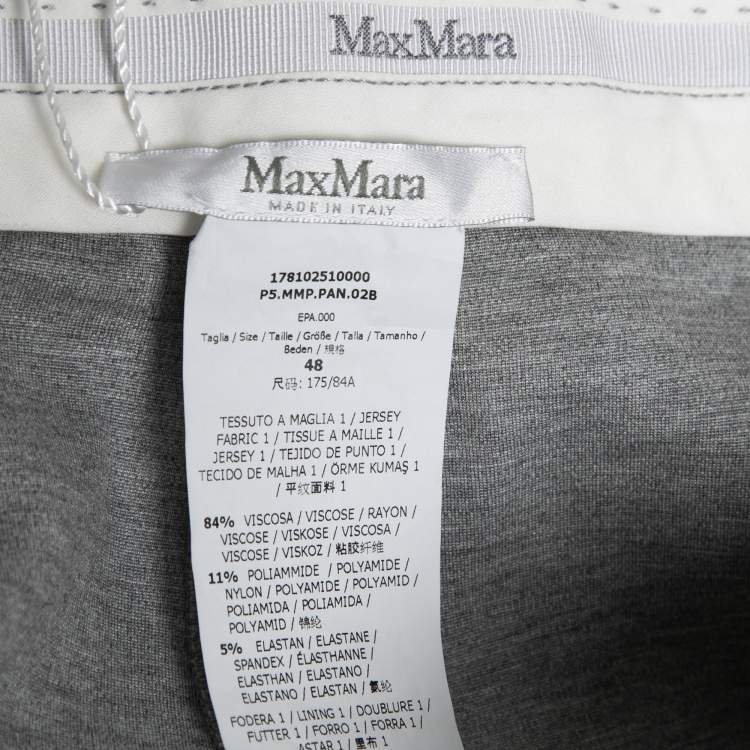 MaxMara
MaxMara
MADE IN ITALY
178102510000
P5.MMP.PAN.02B
EPA.000
Taglia / Size / Taille / Größe / Talla / Tamanho /
Beden / 規格
48
尺码: 175/84A
TESSUTO A MAGLIA 1 / JERSEY
FABRIC 1 / TISSUE A MAILLE 1 /
JERSEY 1 / TEJIDO DE PUNTO 1 /
TECIDO DE MALHA 1 / ÖRME KUMAŞ 1
/ 平纹面料 1
84% VISCOSA / VISCOSE / RAYON /
VISCOSE / VISKOSE / VISCOSA /
VISCOSE / VISKOZ / 粘胶纤维
11% POLIAMMIDE / POLYAMIDE /
NYLON / POLYAMIDE / POLYAMID /
POLIAMIDA / POLIAMIDA /
POLYAMID / 锦纶
5% ELASTAN / ELASTANE /
SPANDEX / ÉLASTHANNE /
ELASTHAN / ELASTANO /
ELASTANO / ELASTAN / 氨纶
FODERA 1 / LINING 1 / DOUBLURE 1 /
FUTTER 1 / FORRO 1 / FORRA 1 /
ASTAR 1 / 里布 1